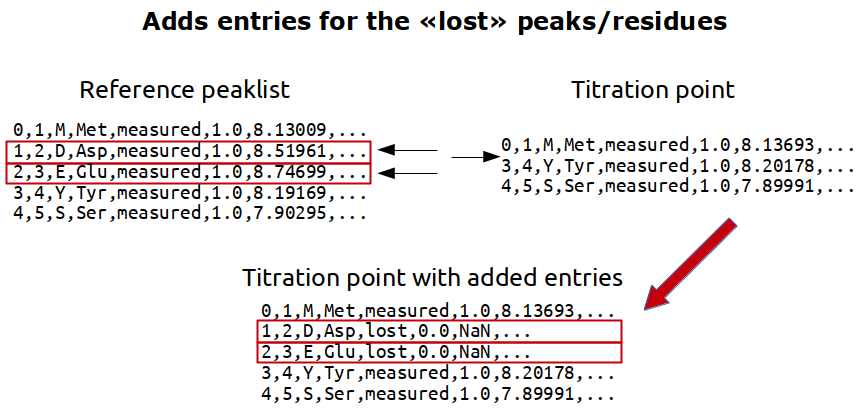 Adds entries for the «lost» peaks/residues
Reference peaklist
0,1,M,Met,measured,1.0,8.13009,...
1,2,D,Asp,measured,1.0,8.51961,...
2,3,E,Glu,measured,1.0,8.74699,...
3,4,Y,Tyr,measured,1.0,8.19169,...
4,5,S,Ser,measured,1.0,7.90295,...
Titration point
0,1,M,Met,measured,1.0,8.13693,...
3,4,Y,Tyr,measured,1.0,8.20178,...
4,5,S,Ser,measured,1.0,7.89991,...
Titration point with added entries
0,1,M,Met,measured,1.0,8.13693,...
1,2,D,Asp,lost,0.0,NaN,...
2,3,E,Glu,lost,0.0,NaN,...
3,4,Y,Tyr,measured,1.0,8.20178,...
4,5,S,Ser,measured,1.0,7.89991,...